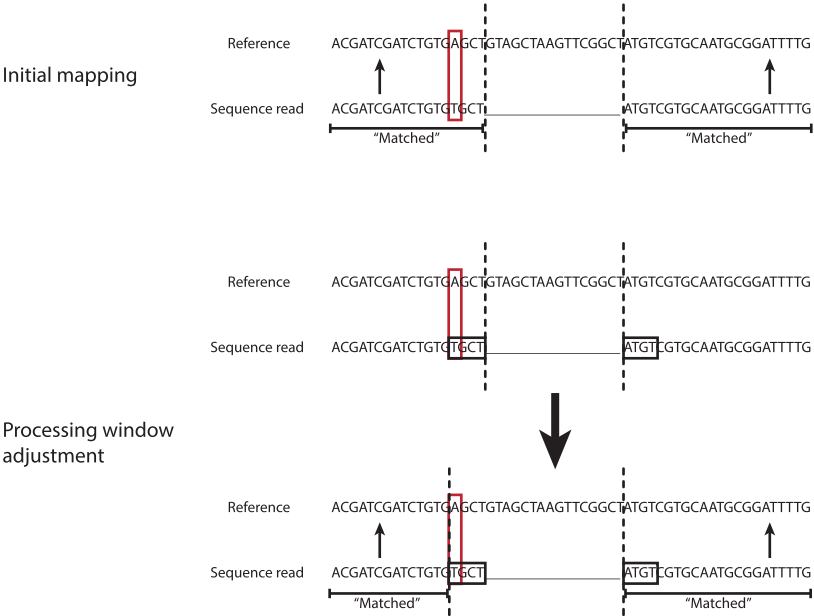 Reference ACGATCGATCTGTGAGCTGTAGCTAAGTTCGGCTATGTCGTGCAATGCGGATTTTG
Initial mapping
Sequence read ACGATCGATCTGTGTGCT ATGTCGTGCAATGCGGATTTTG
“Matched” “Matched”
Reference ACGATCGATCTGTGAGCTGTAGCTAAGTTCGGCTATGTCGTGCAATGCGGATTTTG
Sequence read ACGATCGATCTGTGTGCT ATGTCGTGCAATGCGGATTTTG
Processing window
adjustment
Reference ACGATCGATCTGTGAGCTGTAGCTAAGTTCGGCTATGTCGTGCAATGCGGATTTTG
Sequence read ACGATCGATCTGTGTGCT ATGTCGTGCAATGCGGATTTTG
“Matched” “Matched”